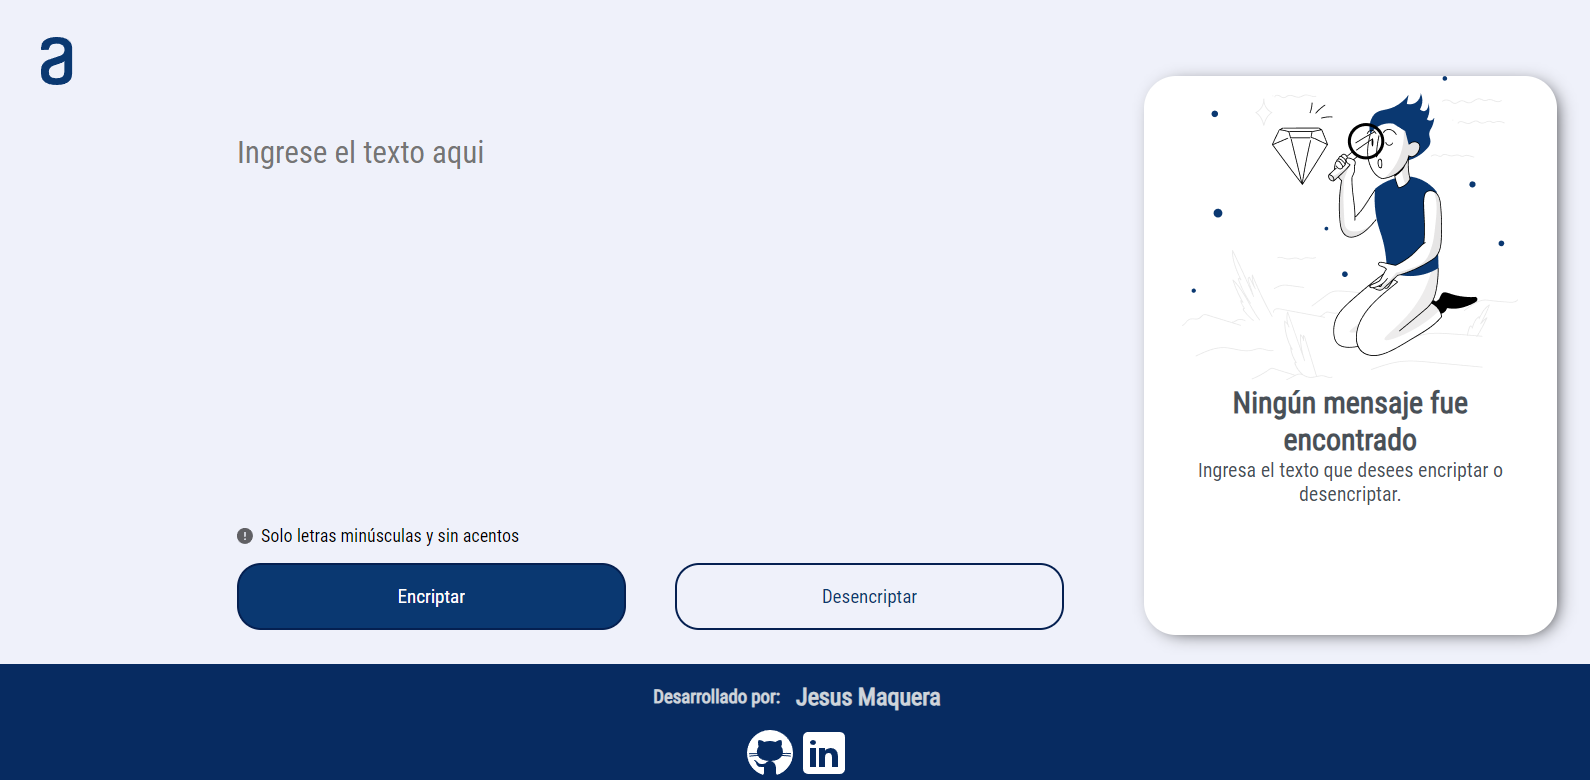 a
Ingrese el texto aqui
Solo letras minúsculas y sin acentos
Encriptar
Desencriptar
Ningún mensaje fue
encontrado
Ingresa el texto que desees encriptar o
desencriptar.
Desarrollado por: Jesus Maquera
in